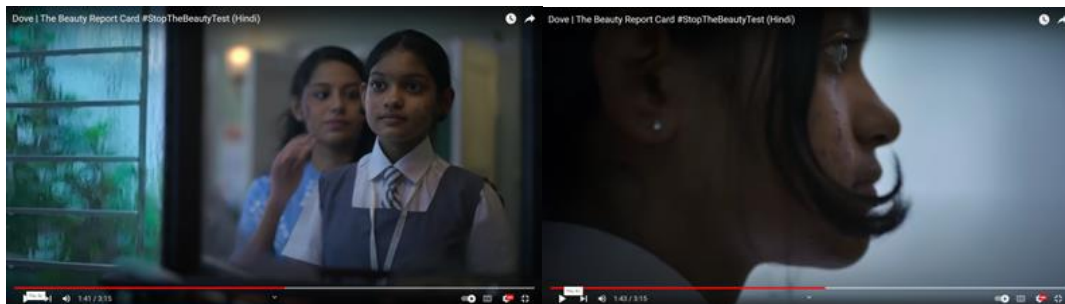 Dove | The Beauty Report Card #StopTheBeautyTest (Hindi)
1:41 / 3:15
Dove | The Beauty Report Card #StopTheBeautyTest (Hindi)
1:43 / 3:15